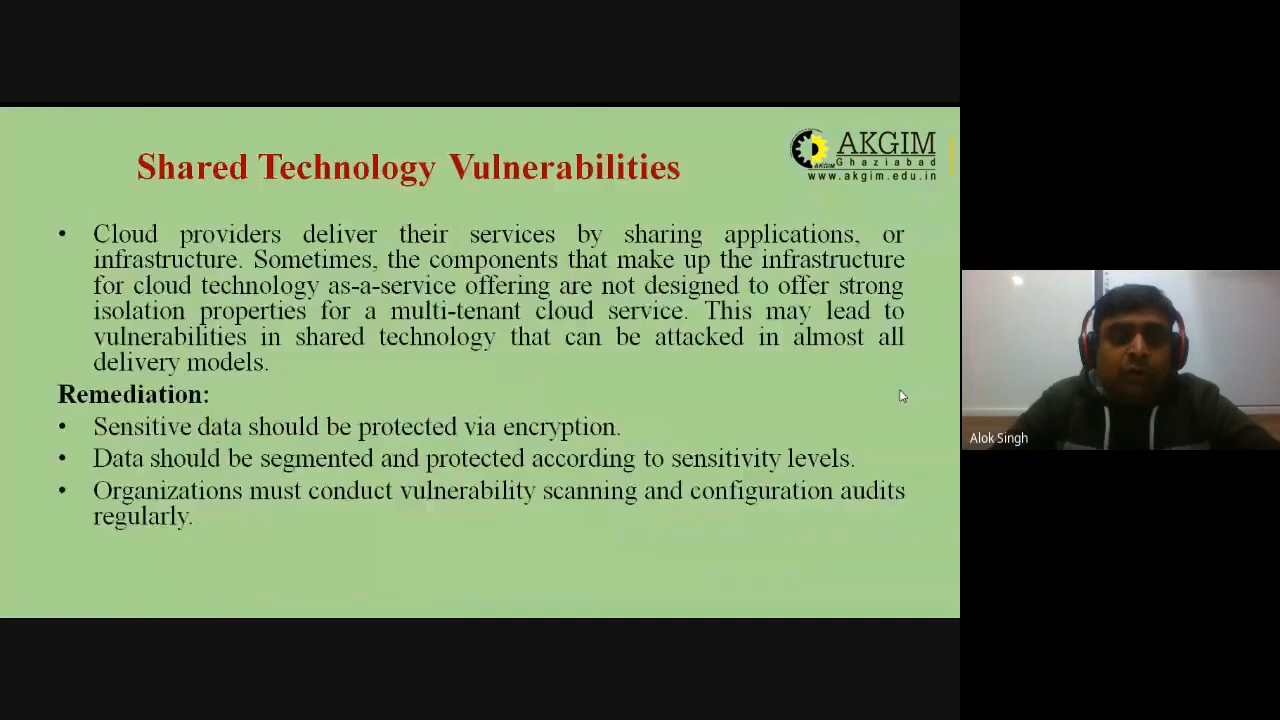 Shared Technology Vulnerabilities
AKGIM
Ghaziabad
AKGIM
www.akgim.edu.in
• Cloud providers deliver their services by sharing applications, or
infrastructure. Sometimes, the components that make up the infrastructure
for cloud technology as-a-service offering are not designed to offer strong
isolation properties for a multi-tenant cloud service. This may lead to
vulnerabilities in shared technology that can be attacked in almost all
delivery models.
Remediation:
• Sensitive data should be protected via encryption.
• Data should be segmented and protected according to sensitivity levels.
• Organizations must conduct vulnerability scanning and configuration audits
regularly.
Alok Singh